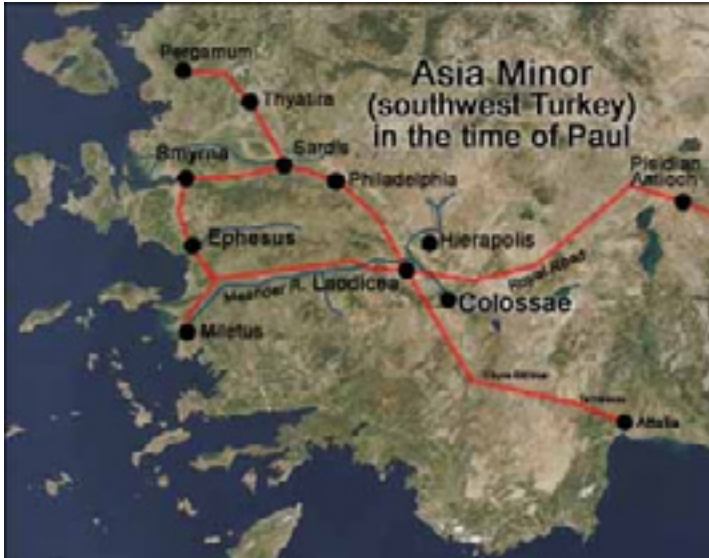 Pergamum
Asia Minor
(southwest Turkey)
in the time of Paul
Thyatira
Smyrna
Sardis
Philadelphia
Pisidian
Antioch
Ephesus
Hierapolis
Meander R.
Laodicea
Royal Road
Colossae
Miletus
Attalia